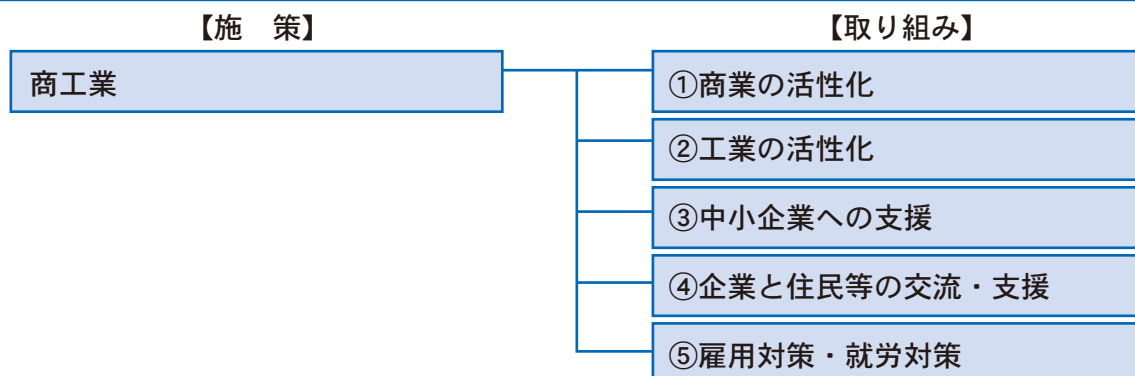 【施　策】
【取り組み】
商工業
①商業の活性化
②工業の活性化
③中小企業への支援
④企業と住民等の交流・支援
⑤雇用対策・就労対策